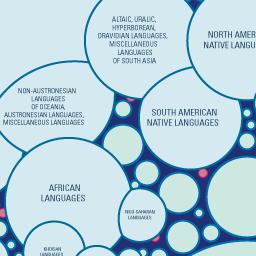 ALTAIC, URALIC,
HYPERBOREAN,
DRAVIDIAN LANGUAGES,
MISCELLANEOUS
LANGUAGES
OF SOUTH ASIA
NORTH AMER
NATIVE LANGU
NON-AUSTRONESIAN
LANGUAGES
OF OCEANIA,
AUSTRONESIAN LANGUAGES,
MISCELLANEOUS LANGUAGES
SOUTH AMERICAN
NATIVE LANGUAGES
AFRICAN
LANGUAGES
NILO-SAHARAN
LANGUAGES
KHOISAN
LANGUAGES